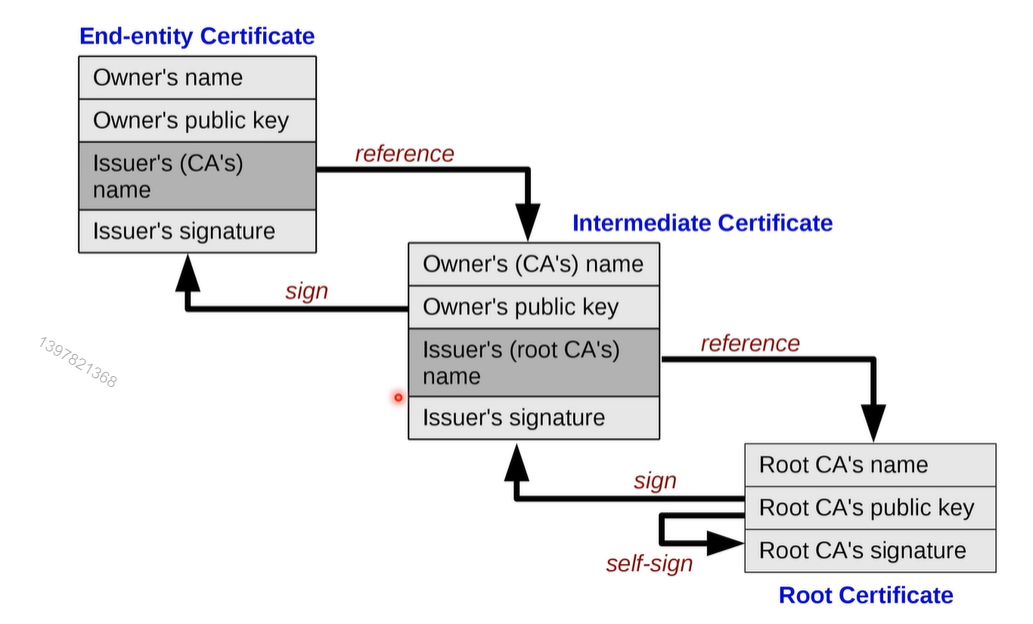 End-entity Certificate
Owner's name
Owner's public key
Issuer's (CA's)
name
Issuer's signature
reference
sign
Intermediate Certificate
Owner's (CA's) name
Owner's public key
Issuer's (root CA's)
name
Issuer's signature
1397821368
reference
sign
self-sign
Root CA's name
Root CA's public key
Root CA's signature
Root Certificate